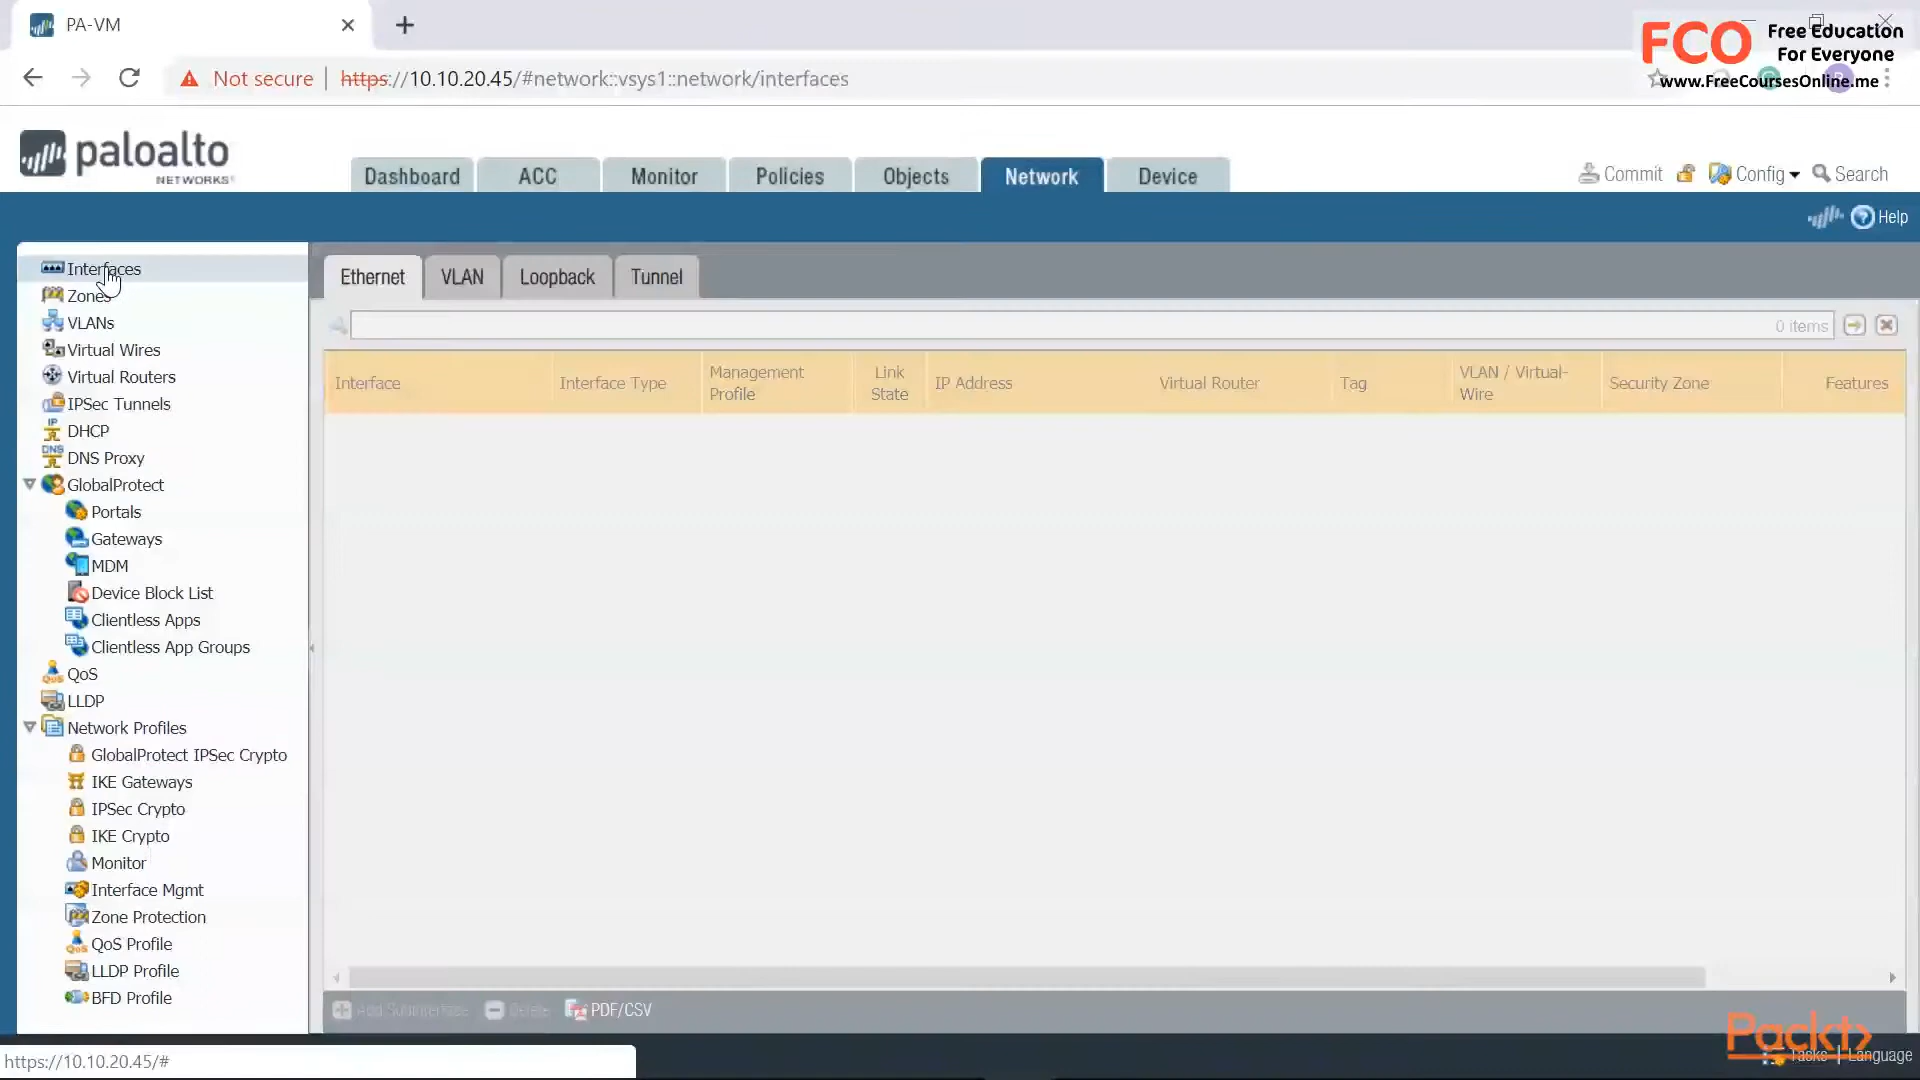 PA-VM
FCO Free Education
For Everyone
www.FreeCoursesOnline.me
Not secure https://10.10.20.45/#network::vsys1::network/interfaces
paloalto
NETWORKS
Dashboard ACC Monitor Policies Objects Network Device
Commit Config Search
Help
Interfaces
Zones
VLANs
Virtual Wires
Virtual Routers
IPSec Tunnels
DHCP
DNS Proxy
GlobalProtect
Portals
Gateways
MDM
Device Block List
Clientless Apps
Clientless App Groups
QoS
LLDP
Network Profiles
GlobalProtect IPSec Crypto
IKE Gateways
IPSec Crypto
IKE Crypto
Monitor
Interface Mgmt
Zone Protection
QoS Profile
LLDP Profile
BFD Profile
Ethernet VLAN Loopback Tunnel
0 items
Interface Interface Type Management Profile Link State IP Address Virtual Router Tag VLAN / Virtual-Wire Security Zone Features
Add Subinterface Delete PDF/CSV
Packt
Tasks | Language
https://10.10.20.45/#